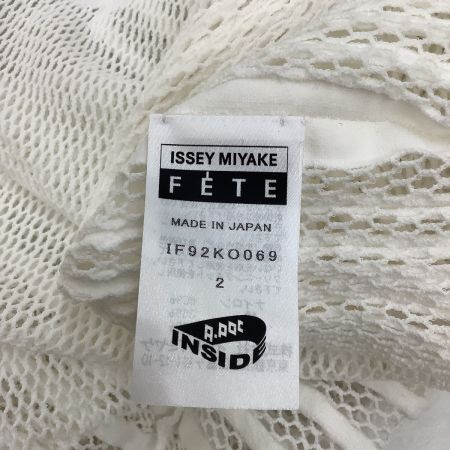 ISSEY MIYAKE
FÊTE
MADE IN JAPAN
IF92KO069
2
A.POC
INSIDE